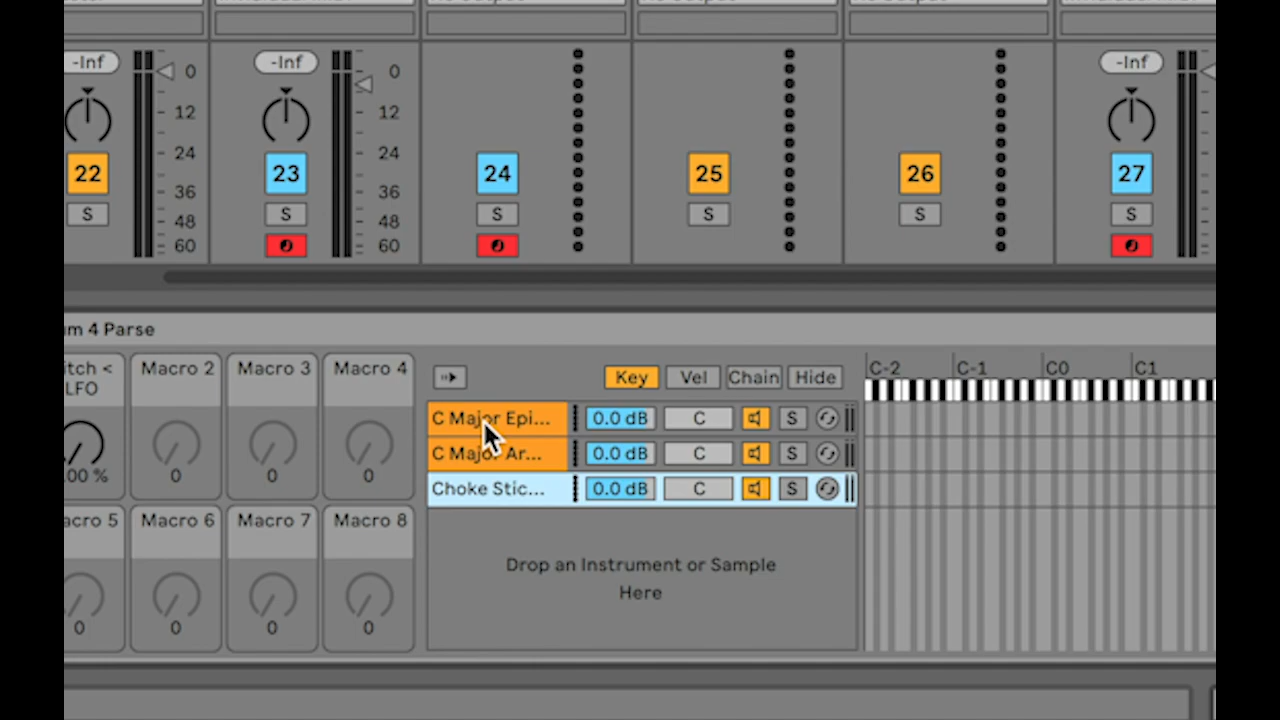 -Inf
0
-Inf
0
-Inf
12
12
24
24
22
23
24
25
26
27
36
36
S
S
S
S
S
S
48
48
60
60
um 4 Parse
itch <
LFO
Macro 2
Macro 3
Macro 4
Key
Vel
Chain
Hide
C-2
C-1
C0
C1
C Major Epi...
0.0 dB
C
S
C Major Ar...
0.0 dB
C
S
.00 %
0
0
0
Choke Stic...
0.0 dB
C
S
acro 5
Macro 6
Macro 7
Macro 8
Drop an Instrument or Sample
Here
0
0
0
0